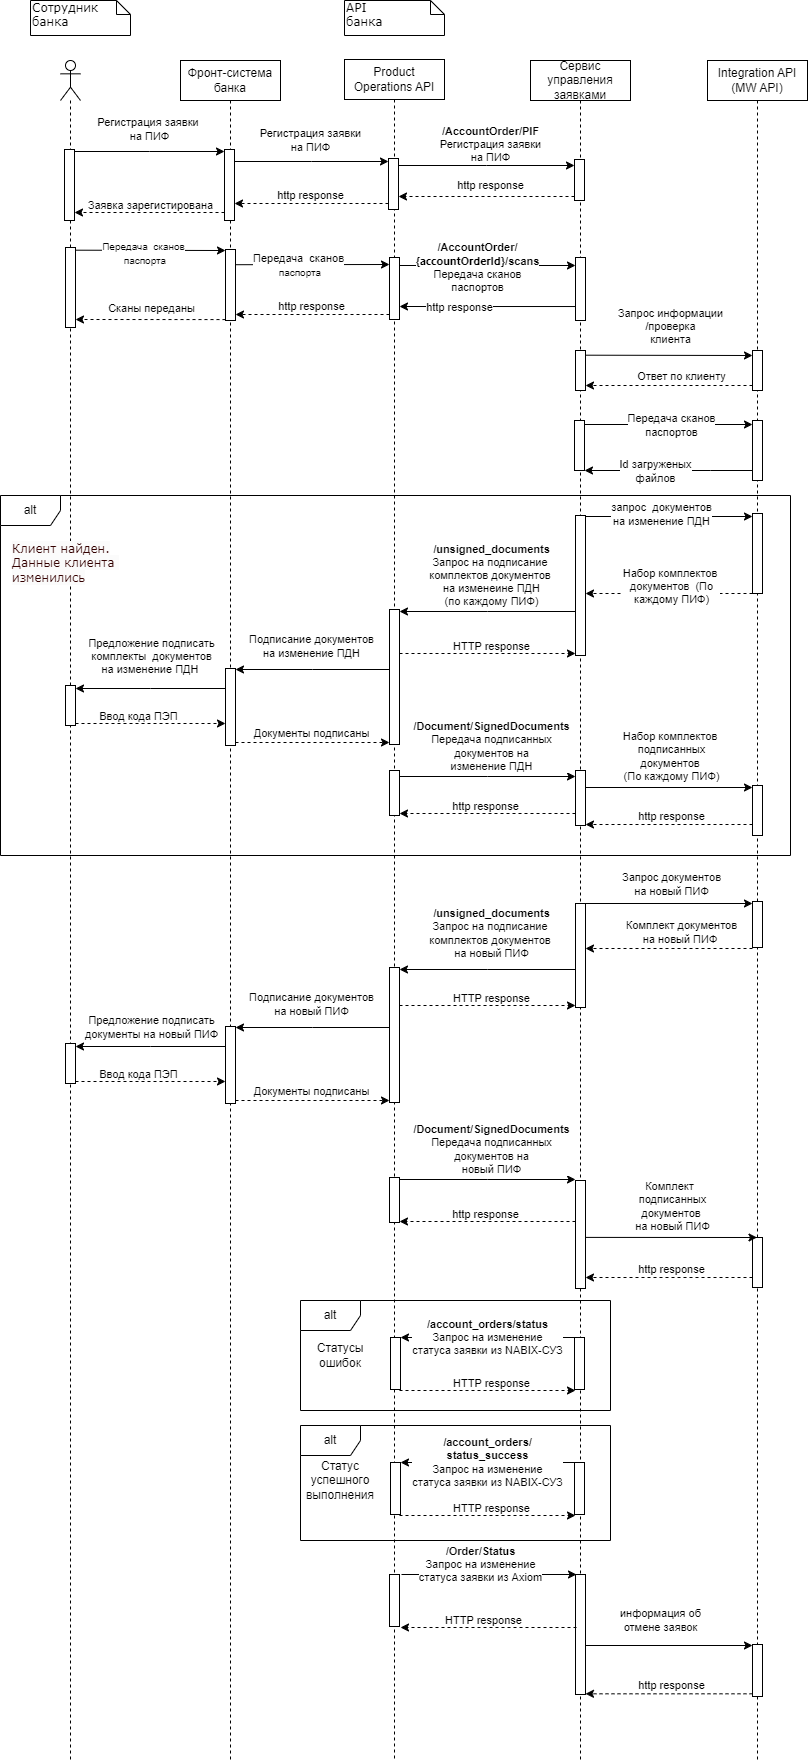 Сотрудник
банка
API
банка
Фронт-система
банка
Product
Operations API
Сервис
управления
заявками
Integration API
(MW API)
Регистрация заявки
на ПИФ
Регистрация заявки
на ПИФ
/AccountOrder/PIF
Регистрация заявки
на ПИФ
http response
http response
Заявка зарегистирована
Передача  сканов
паспорта
Передача  сканов
паспорта
/AccountOrder/
{accountOrderId}/scans
Передача сканов
паспортов
Сканы переданы
http response
http response
Запрос информации
/проверка
клиента
Ответ по клиенту
Передача сканов
паспортов
Id загруженых
файлов
alt
Клиент найден.
Данные клиента
изменились
запрос  документов
на изменение ПДН
/unsigned_documents
Запрос на подписание
комплектов документов
на измененине ПДН
(по каждому ПИФ)
Набор комплектов
документов  (По
каждому ПИФ)
HTTP response
Подписание документов
на изменение ПДН
Предложение подписать
комплекты  документов
на изменение ПДН
Ввод кода ПЭП
Документы подписаны
/Document/SignedDocuments
Передача подписанных
документов на
изменение ПДН
Набор комплектов
подписанных
документов
(По каждому ПИФ)
http response
http response
Запрос документов
на новый ПИФ
/unsigned_documents
Запрос на подписание
комплектов документов
на новый ПИФ
Комплект документов
на новый ПИФ
HTTP response
Подписание документов
на новый ПИФ
Предложение подписать
документы на новый ПИФ
Ввод кода ПЭП
Документы подписаны
/Document/SignedDocuments
Передача подписанных
документов на
новый ПИФ
Комплект
подписанных
документов
на новый ПИФ
http response
http response
alt
Статусы
ошибок
/account_orders/status
Запрос на изменение
статуса заявки из NABIX-СУЗ
HTTP response
alt
Статус
успешного
выполнения
/account_orders/
status_success
Запрос на изменение
статуса заявки из NABIX-СУЗ
HTTP response
/Order/Status
Запрос на изменение
статуса заявки из Axiom
HTTP response
информация об
отмене заявок
http response